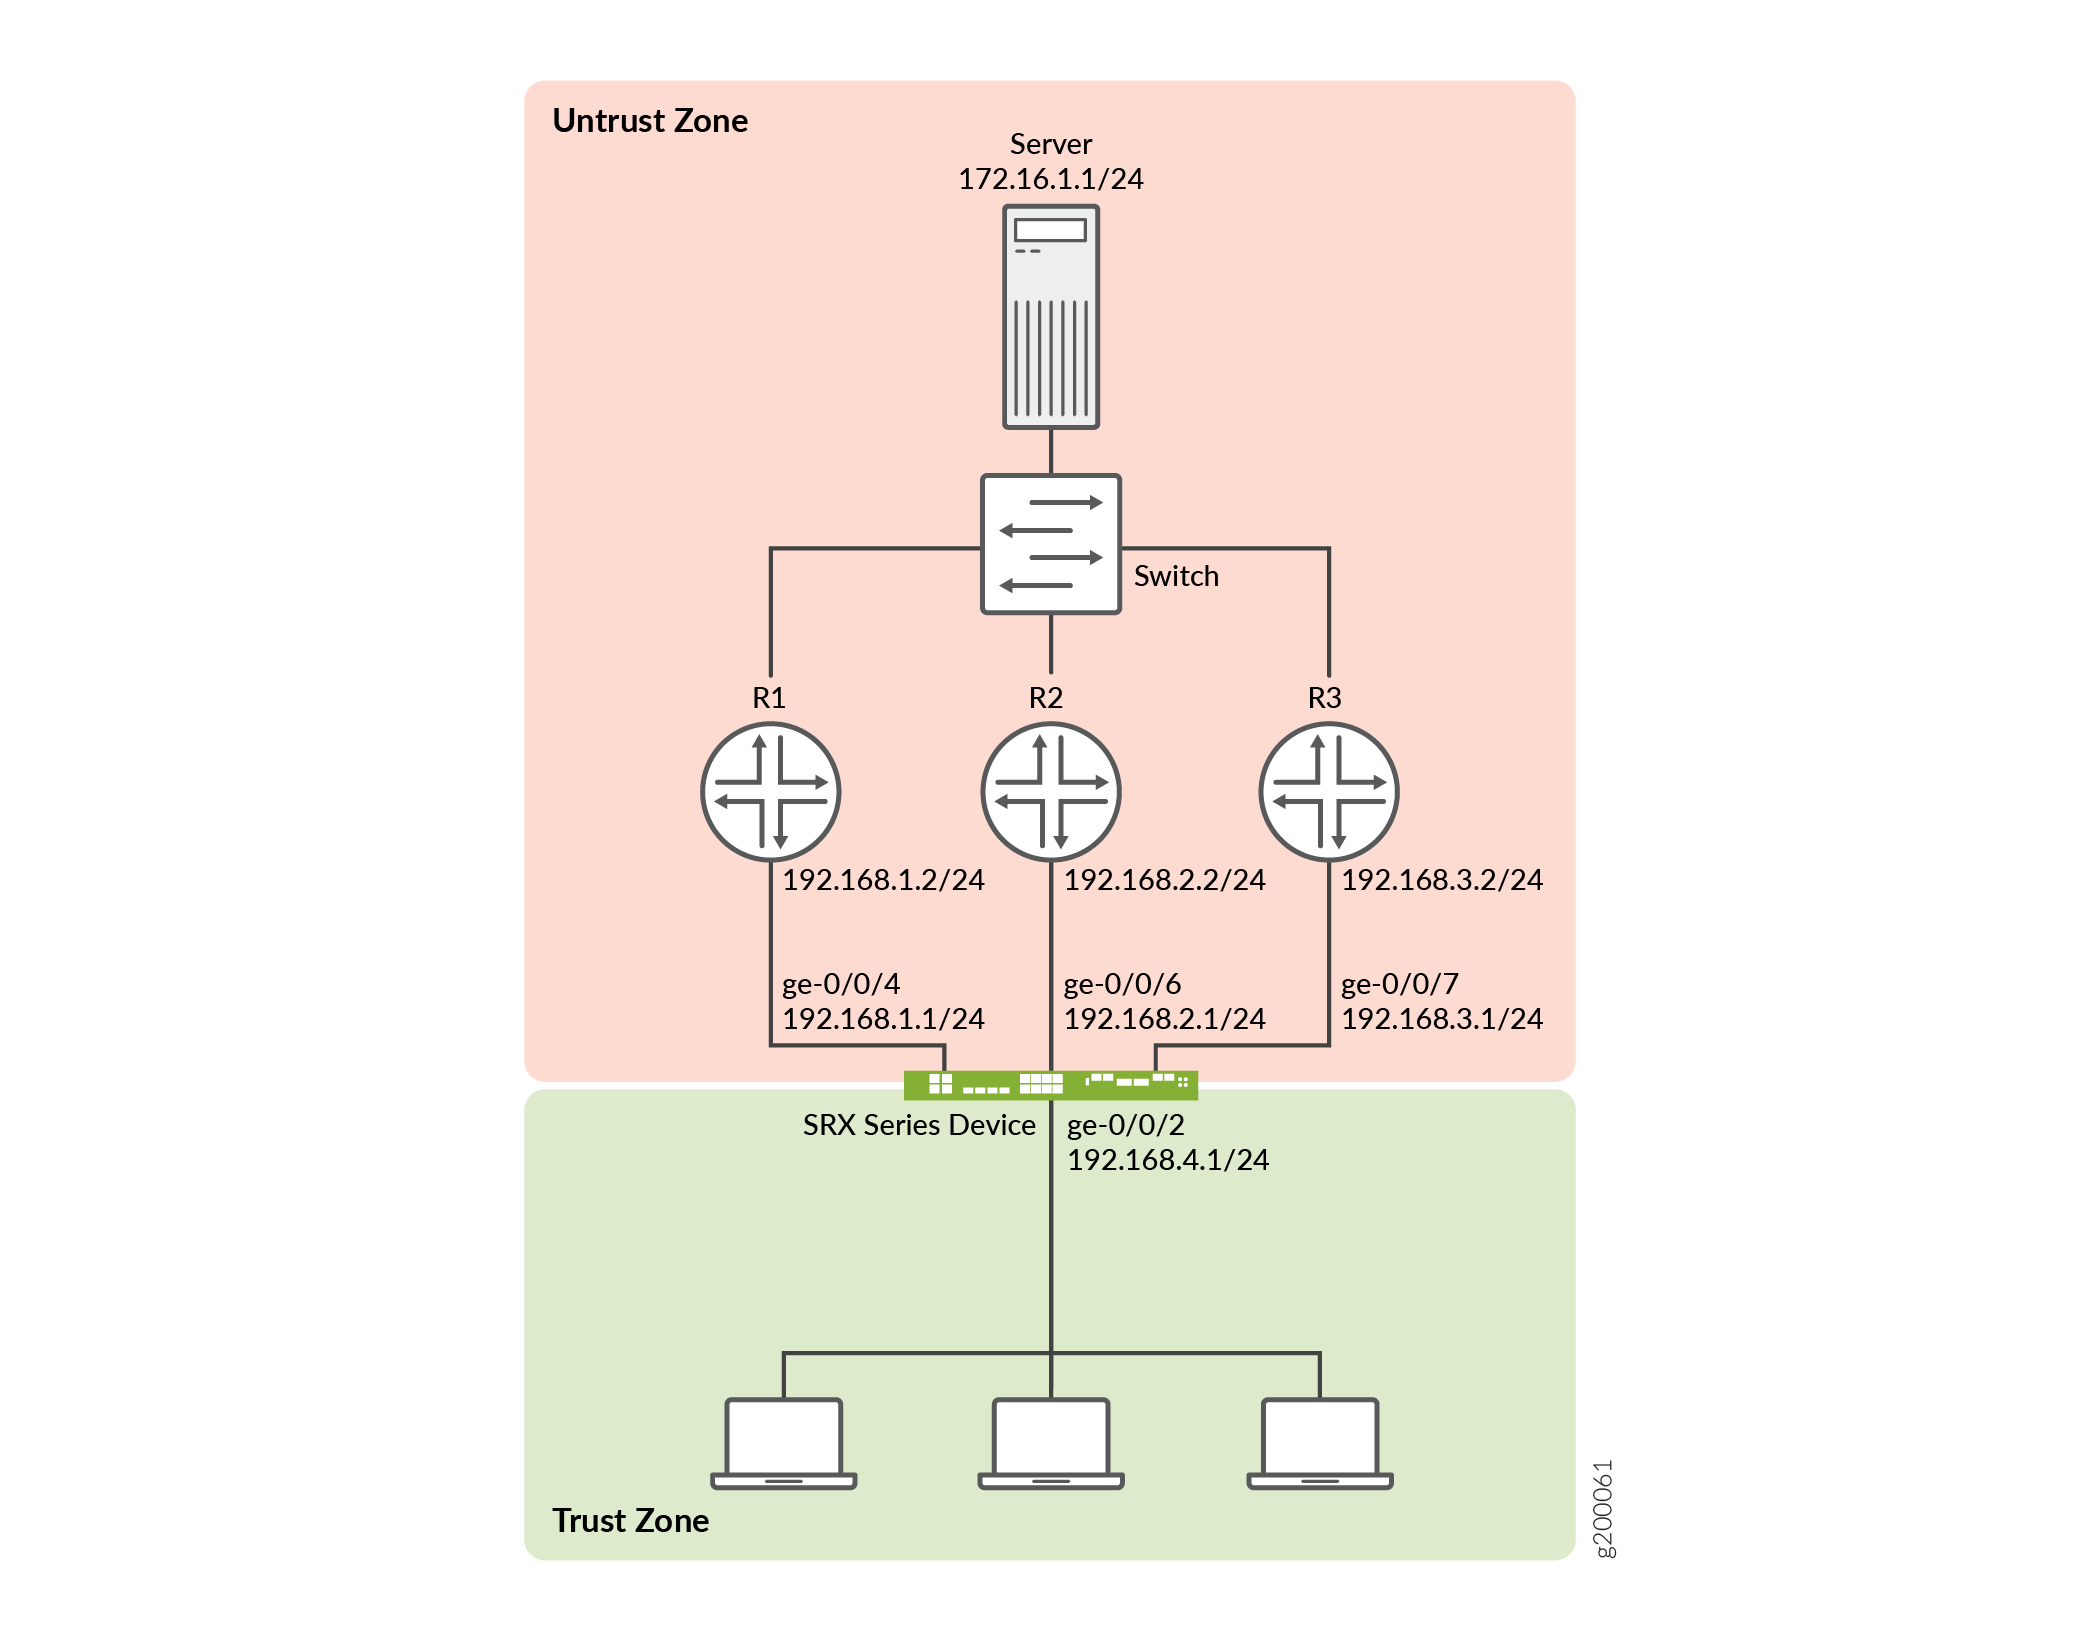 Untrust Zone
Server
172.16.1.1/24
Switch
R1
R2
R3
192.168.1.2/24
192.168.2.2/24
192.168.3.2/24
ge-0/0/4
192.168.1.1/24
ge-0/0/6
192.168.2.1/24
ge-0/0/7
192.168.3.1/24
SRX Series Device
ge-0/0/2
192.168.4.1/24
Trust Zone
g200061